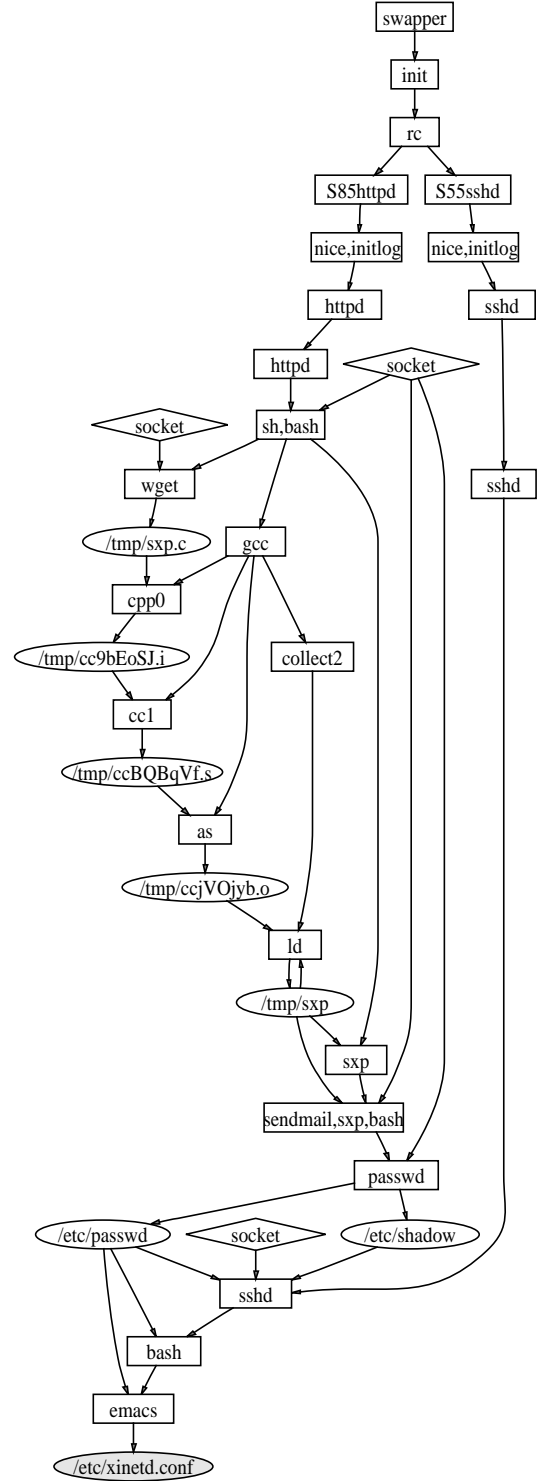 swapper
init
rc
S85httpd
S55sshd
nice,initlog
nice,initlog
httpd
sshd
httpd
socket
socket
sh,bash
wget
sshd
/tmp/sxp.c
gcc
cpp0
/tmp/cc9bEoSJ.i
collect2
cc1
/tmp/ccBQBqVf.s
as
/tmp/ccjVOjyb.o
ld
/tmp/sxp
sxp
sendmail,sxp,bash
passwd
/etc/passwd
socket
/etc/shadow
sshd
bash
emacs
/etc/xinetd.conf